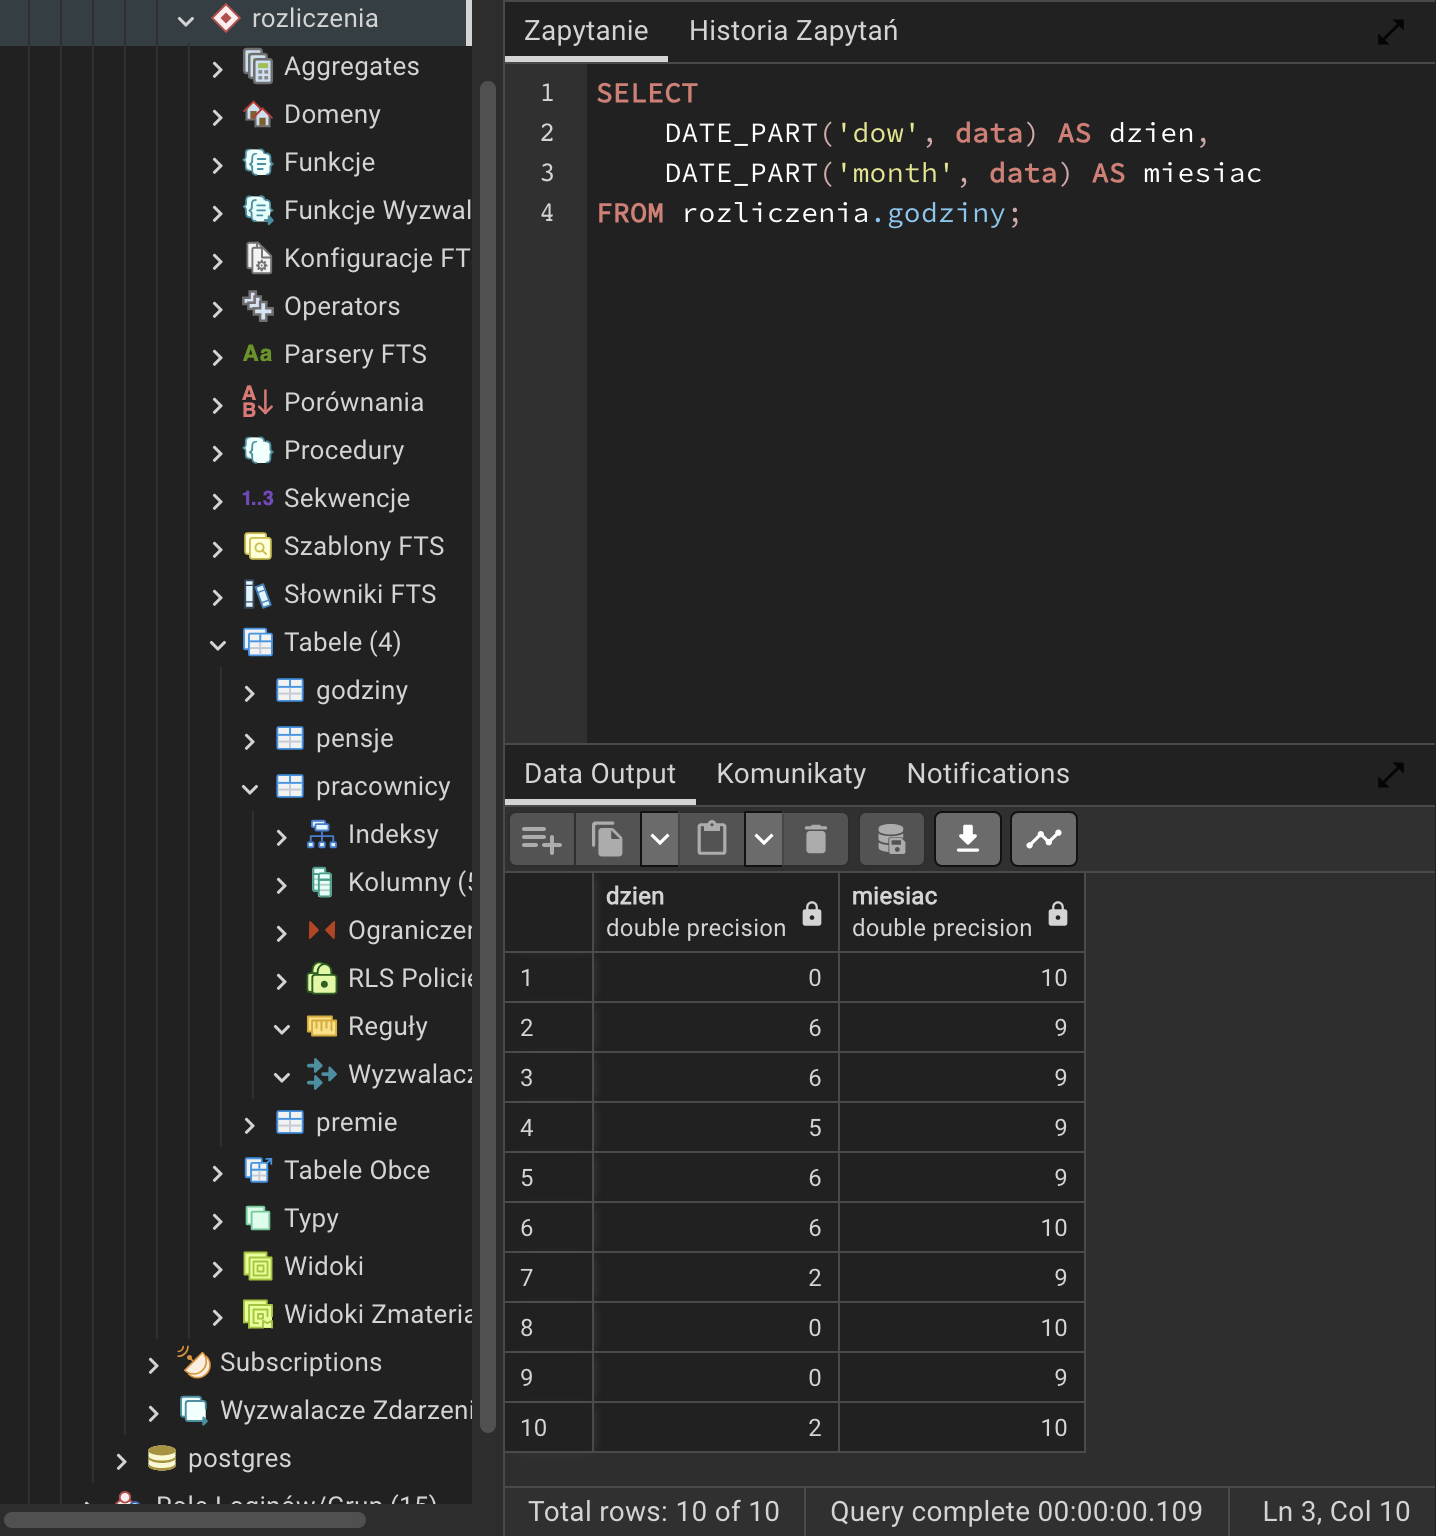 rozliczenia
Aggregates
Domeny
Funkcje
Funkcje Wyzwal
Konfiguracje FT
Operators
Aa Parsery FTS
AB Porównania
Procedury
1..3 Sekwencje
Szablony FTS
Słowniki FTS
Tabele (4)
godziny
pensje
pracownicy
Indeksy
Kolumny (5
Ograniczer
RLS Policie
Reguły
Wyzwalacz
premie
Tabele Obce
Typy
Widoki
Widoki Zmateria
Subscriptions
Wyzwalacze Zdarzeni
postgres
Role Loginów/Grup (15)
Zapytanie Historia Zapytań
1 SELECT
2 DATE_PART('dow', data) AS dzien,
3 DATE_PART('month', data) AS miesiac
4 FROM rozliczenia.godziny;
Data Output Komunikaty Notifications
dzien miesiac
double precision double precision
1 0 10
2 6 9
3 6 9
4 5 9
5 6 9
6 6 10
7 2 9
8 0 10
9 0 9
10 2 10
Total rows: 10 of 10 Query complete 00:00:00.109 Ln 3, Col 10